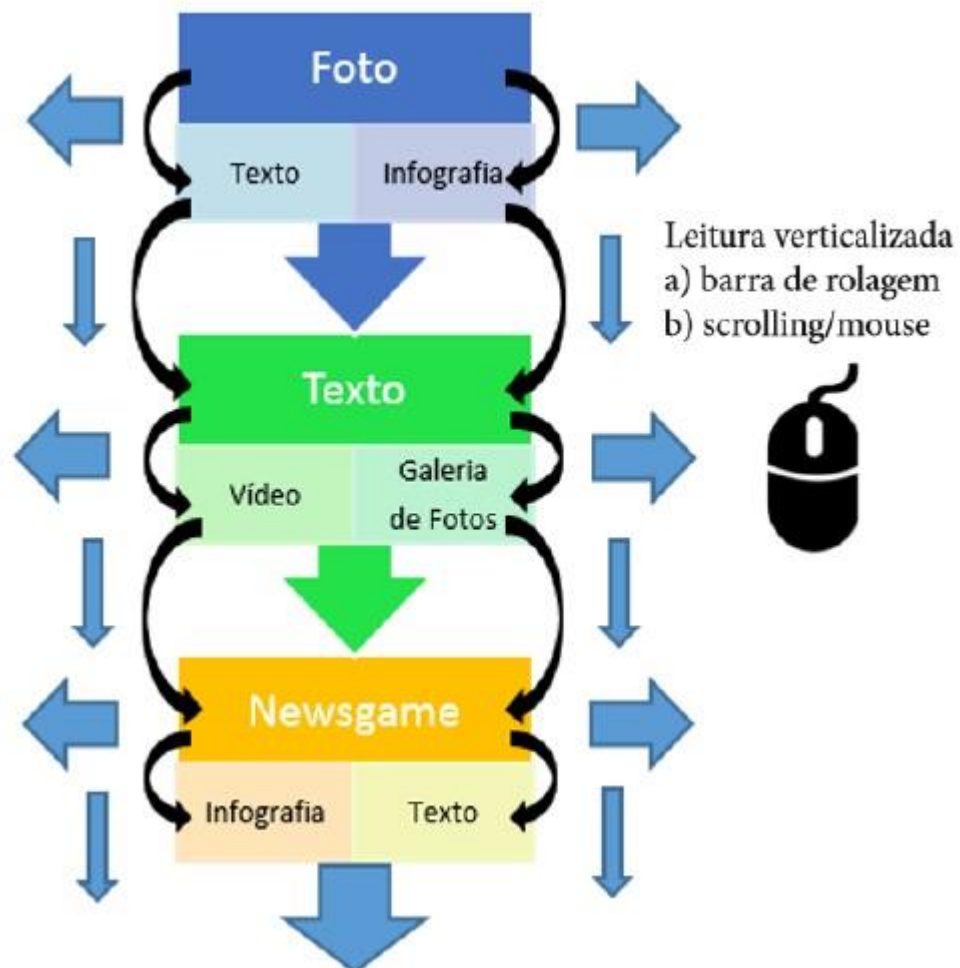 Foto
Texto
Infografia
Leitura verticalizada
a) barra de rolagem
b) scrolling/mouse
Texto
Vídeo
Galeria
de Fotos
Newsgame
Infografia
Texto